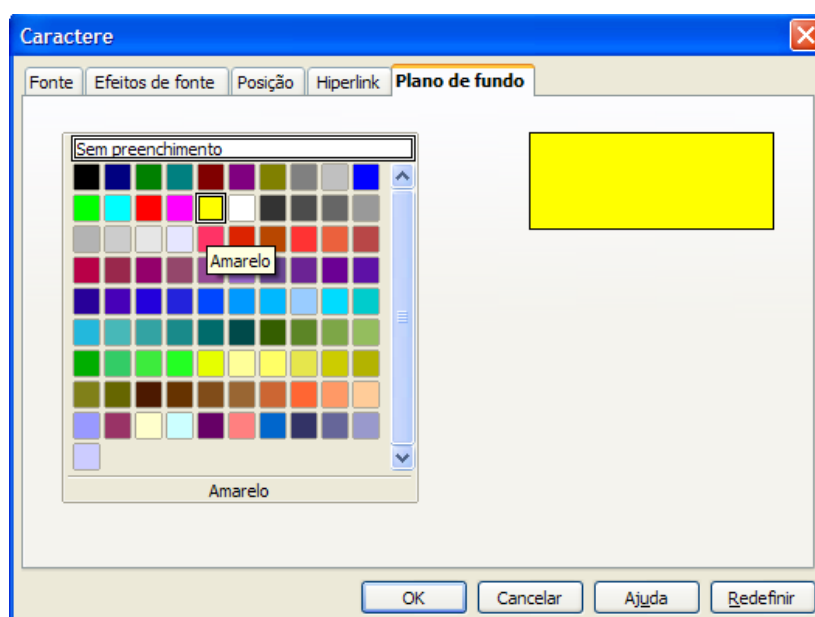 Caractere
Fonte Efeitos de fonte Posição Hiperlink Plano de fundo
Sem preenchimento
Amarelo
Amarelo
OK Cancelar Ajuda Redefinir